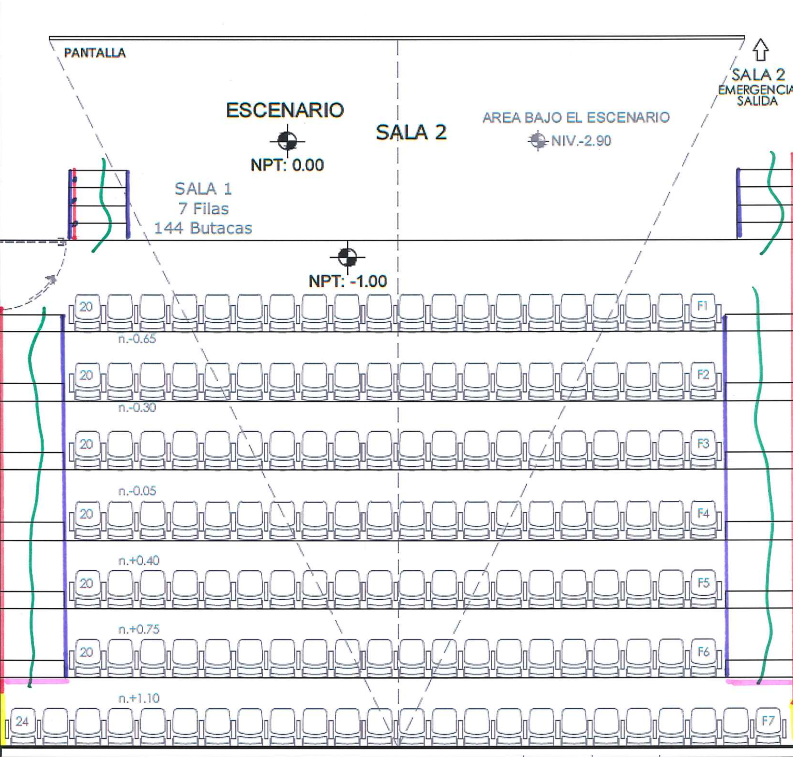 PANTALLA
SALA 2
EMERGENCIA
SALIDA
ESCENARIO
NPT: 0.00
SALA 2
AREA BAJO EL ESCENARIO
NIV.-2.90
SALA 1
7 Filas
144 Butacas
NPT: -1.00
20 F1
n.-0.65
20 F2
n.-0.30
20 F3
n.-0.05
20 F4
n.+0.40
20 F5
n.+0.75
20 F6
n.+1.10
24 F7